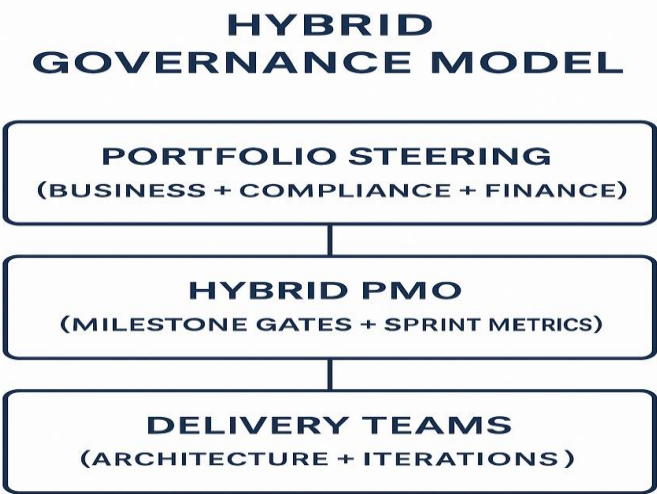 HYBRID
GOVERNANCE MODEL
PORTFOLIO STEERING
(BUSINESS + COMPLIANCE + FINANCE)
HYBRID PMO
(MILESTONE GATES + SPRINT METRICS)
DELIVERY TEAMS
(ARCHITECTURE + ITERATIONS)